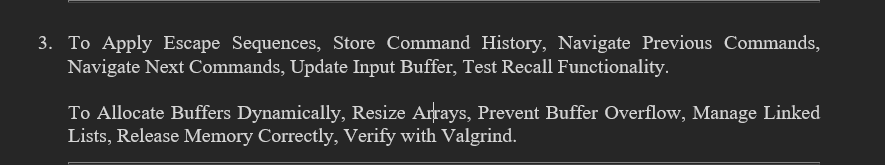 3. To Apply Escape Sequences, Store Command History, Navigate Previous Commands,
Navigate Next Commands, Update Input Buffer, Test Recall Functionality.
To Allocate Buffers Dynamically, Resize Arrays, Prevent Buffer Overflow, Manage Linked
Lists, Release Memory Correctly, Verify with Valgrind.